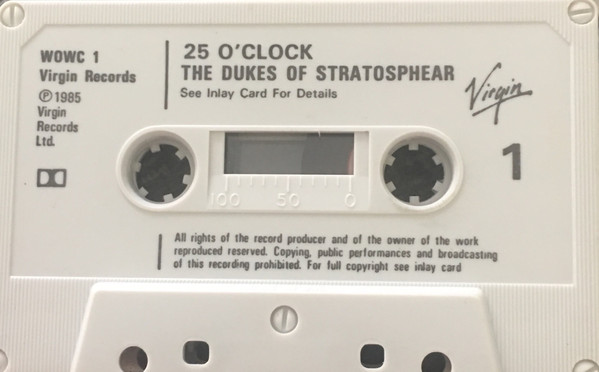 WOWC 1
Virgin Records
Ⓟ1985
Virgin
Records
Ltd.
25 O'CLOCK
THE DUKES OF STRATOSPHEAR
See Inlay Card For Details
Virgin
1
100 50 0
All rights of the record producer and of the owner of the work
reproduced reserved. Copying, public performances and broadcasting
of this recording prohibited. For full copyright see inlay card